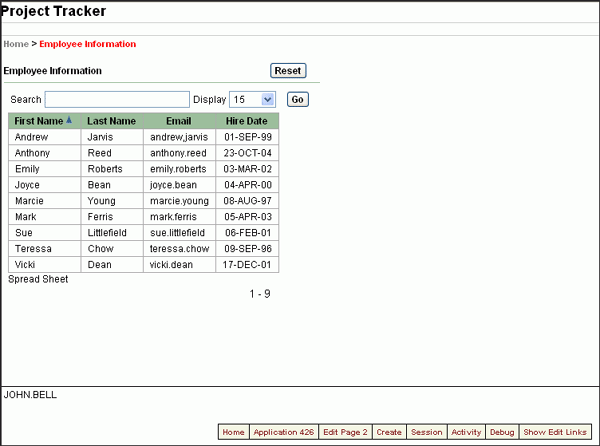 Project Tracker
Home > Employee Information
Employee Information Reset
Search Display 15 Go
First Name Last Name Email Hire Date
Andrew Jarvis andrew,jarvis 01-SEP-99
Anthony Reed anthony.reed 23-OCT-04
Emily Roberts emily.roberts 03-MAR-02
Joyce Bean joyce.bean 04-APR-00
Marcie Young marcie.young 08-AUG-97
Mark Ferris mark.ferris 05-APR-03
Sue Littlefield sue.littlefield 06-FEB-01
Teressa Chow teressa.chow 09-SEP-96
Vicki Dean vicki.dean 17-DEC-01
Spread Sheet
1 - 9
JOHN.BELL
Home Application 426 Edit Page 2 Create Session Activity Debug Show Edit Links